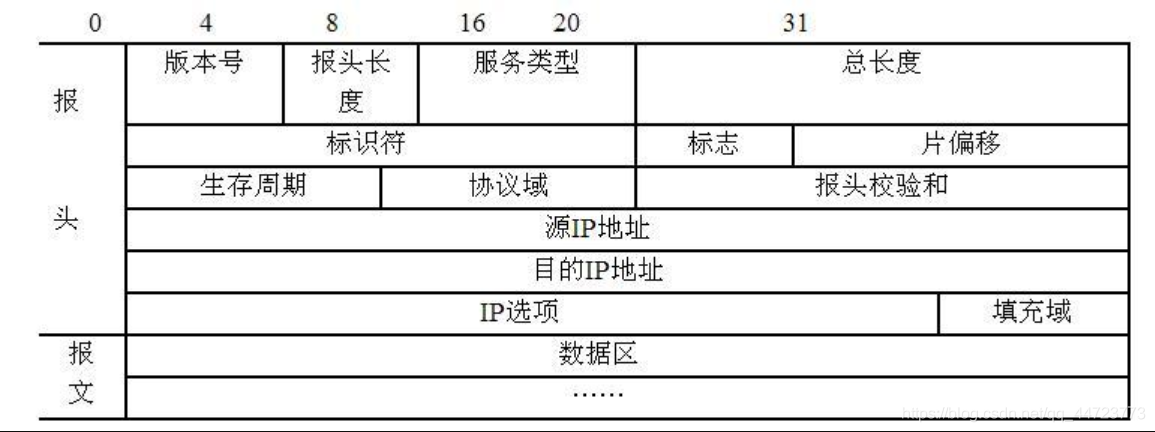 0 4 8 16 20 31
报头
版本号 报头长度 服务类型 总长度
标识符 标志 片偏移
生存周期 协议域 报头校验和
源IP地址
目的IP地址
IP选项 填充域
报文
数据区
……
https://blog.csdn.net/qq_44723773